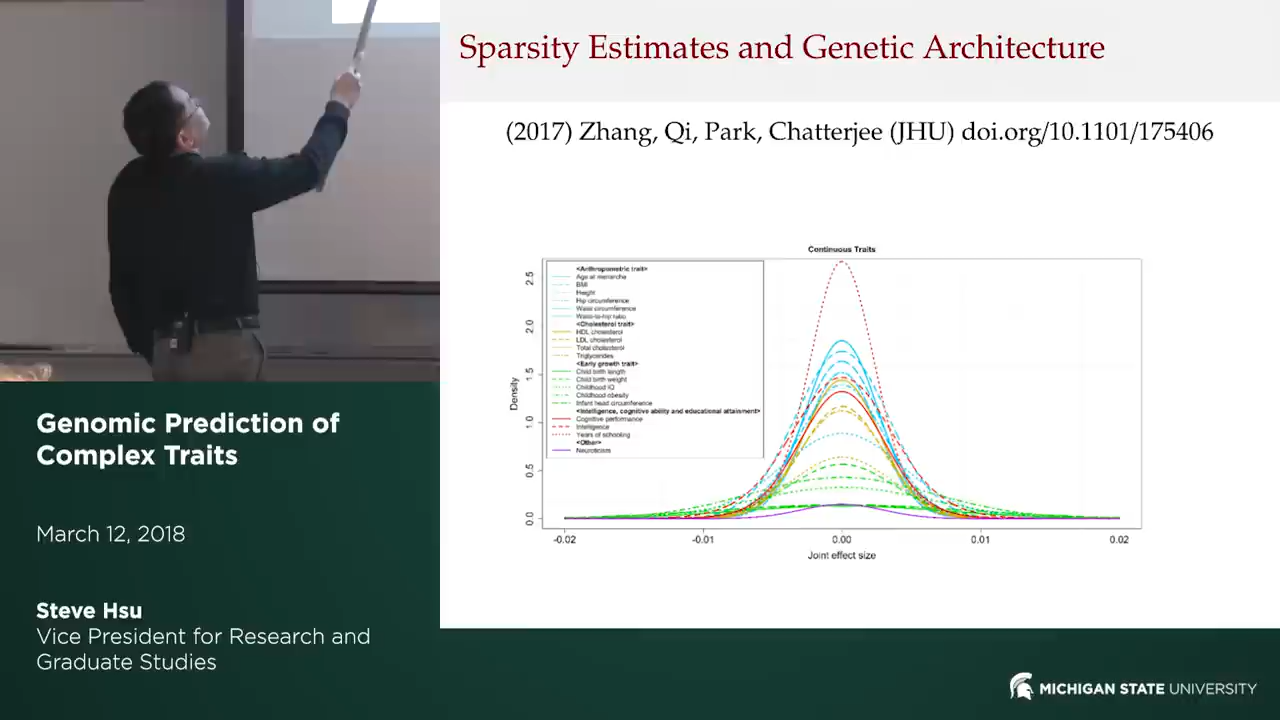 Sparsity Estimates and Genetic Architecture
(2017) Zhang, Qi, Park, Chatterjee (JHU) doi.org/10.1101/175406
Continuous Traits
<Anthropometric trait>
Age at menarche
BMI
Height
Hip circumference
Waist circumference
Waist-to-hip ratio
<Cholesterol trait>
HDL cholesterol
LDL cholesterol
Total cholesterol
Triglycerides
<Early growth trait>
Child birth length
Child birth weight
Childhood IQ
Childhood obesity
Infant head circumference
<Intelligence, cognitive ability and educational attainment>
Cognitive performance
Intelligence
Years of schooling
<Other>
Neuroticism
Density
2.5
2.0
1.5
1.0
0.5
0.0
-0.02 -0.01 0.00 0.01 0.02
Joint effect size
Genomic Prediction of
Complex Traits
March 12, 2018
Steve Hsu
Vice President for Research and
Graduate Studies
MICHIGAN STATE UNIVERSITY